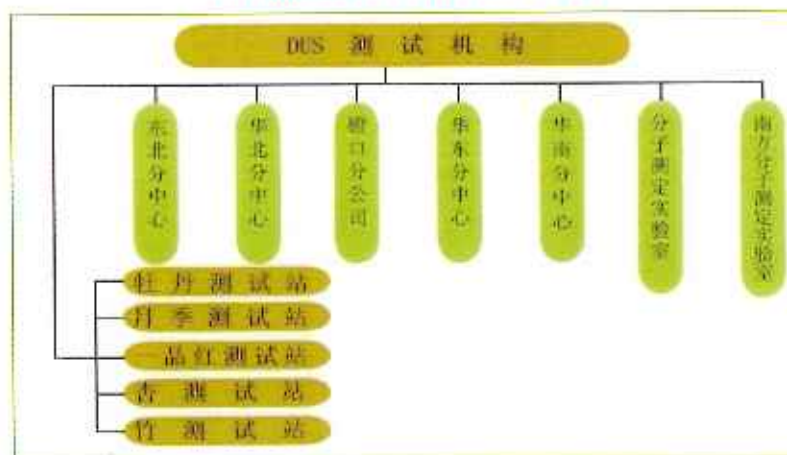 DUS 测试机构
东北分中心
华北分中心
磴口分公司
华东分中心
华南分中心
分子测定实验室
南方分子测定实验室
牡丹测试站
月季测试站
一品红测试站
杏测试站
竹测试站